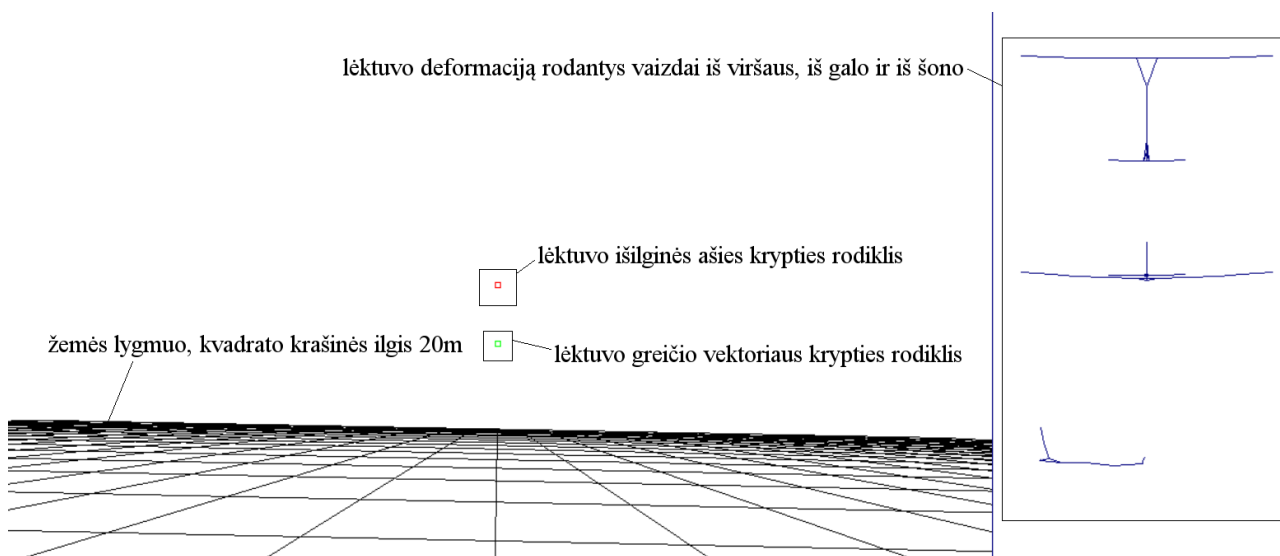 lėktuvo deformaciją rodantys vaizdai iš viršaus, iš galo ir iš šono
lėktuvo išilginės ašies krypties rodiklis
žemės lygmuo, kvadrato krašinės ilgis 20m
lėktuvo greičio vektoriaus krypties rodiklis